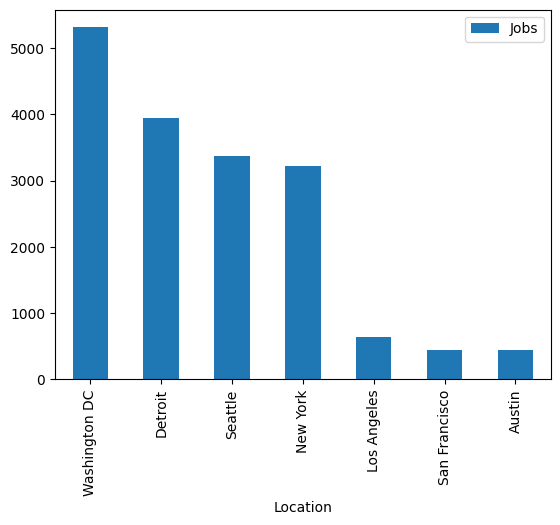 Jobs
5000
4000
3000
2000
1000
0
Washington DC
Detroit
Seattle
New York
Los Angeles
San Francisco
Austin
Location